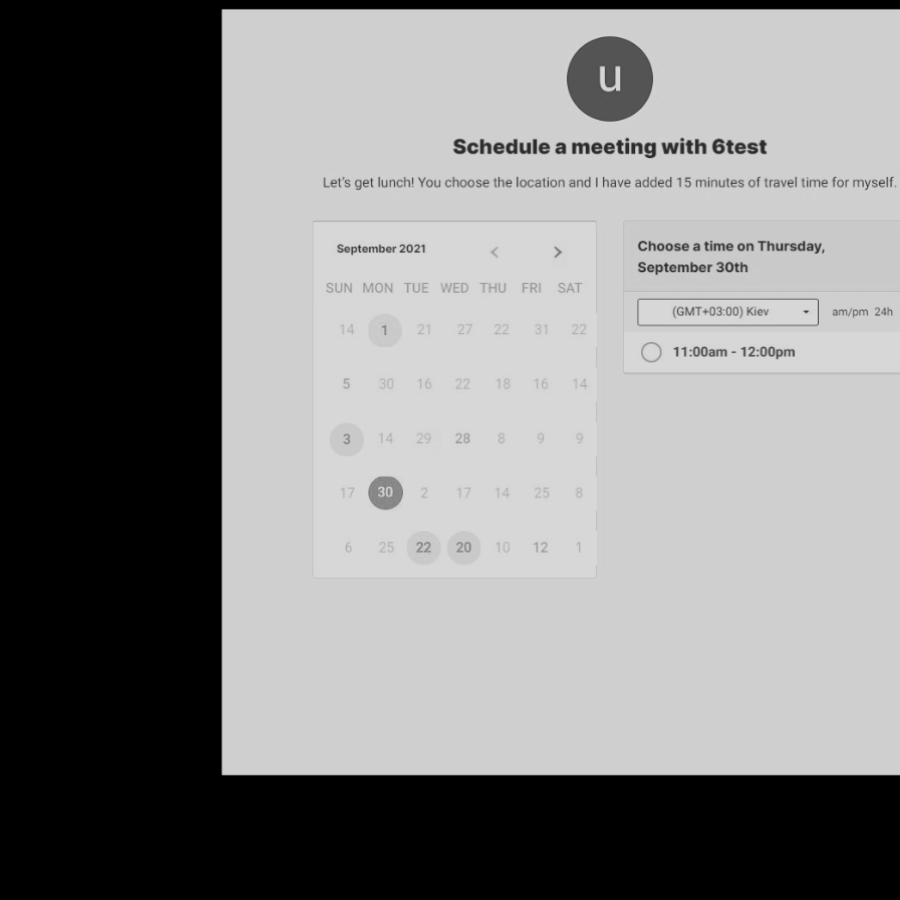 u
Schedule a meeting with 6test
Let's get lunch! You choose the location and I have added 15 minutes of travel time for myself.
September 2021
SUN MON TUE WED THU FRI SAT
14 1 21 27 22 31 22
5 30 16 22 18 16 14
3 14 29 28 8 9 9
17 30 2 17 14 25 8
6 25 22 20 10 12 1
Choose a time on Thursday,
September 30th
(GMT+03:00) Kiev am/pm 24h
11:00am - 12:00pm